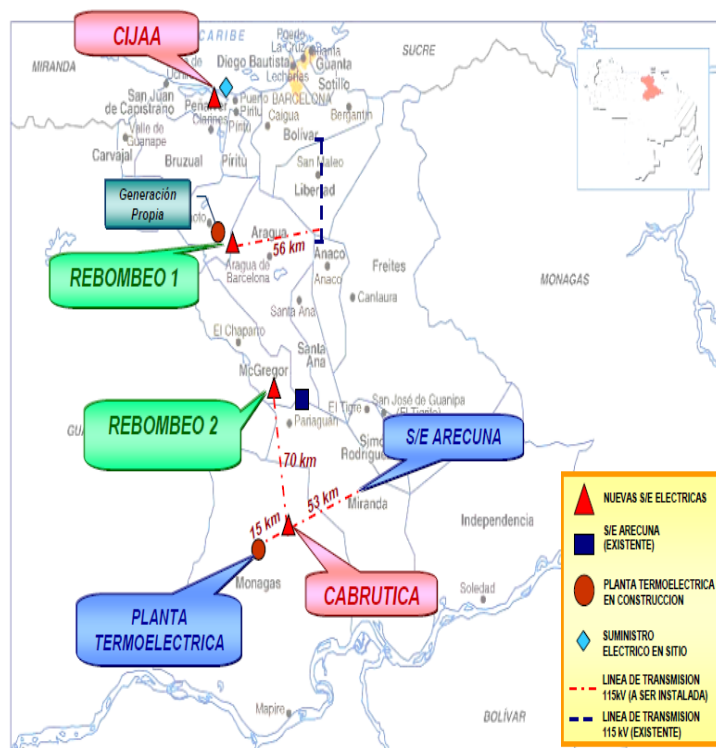 CARIBE
CIJAA
MIRANDA
SUCRE
Diego Bautista
Lecherías
Guanta
Sotillo
BARCELONA
San Juan
de Capistrano
Peñalver
Clarines
Píritu
Caigua
Bergantín
Valle de
Guanape
Bolívar
Carvajal
Bruzual
Píritu
San Mateo
Libertad
Generación
Propia
Aragua
56 km
REBOMBEO 1
Aragua de
Barcelona
Anaco
Anaco
Freites
MONAGAS
Cantaura
Santa Ana
El Chaparro
Santa
Ana
McGregor
REBOMBEO 2
Pariaguán
El Tigre
San José de Guanipa
(El Tigrito)
S/E ARECUNA
70 km
53 km
Miranda
15 km
Independencia
Monagas
CABRUTICA
Soledad
PLANTA
TERMOELECTRICA
Mapire
BOLÍVAR
NUEVAS S/E ELECTRICAS
S/E ARECUNA
(EXISTENTE)
PLANTA TERMOELECTRICA
EN CONSTRUCCION
SUMINISTRO
ELECTRICO EN SITIO
LINEA DE TRANSMISION
115kV (A SER INSTALADA)
LINEA DE TRANSMISION
115 kV (EXISTENTE)